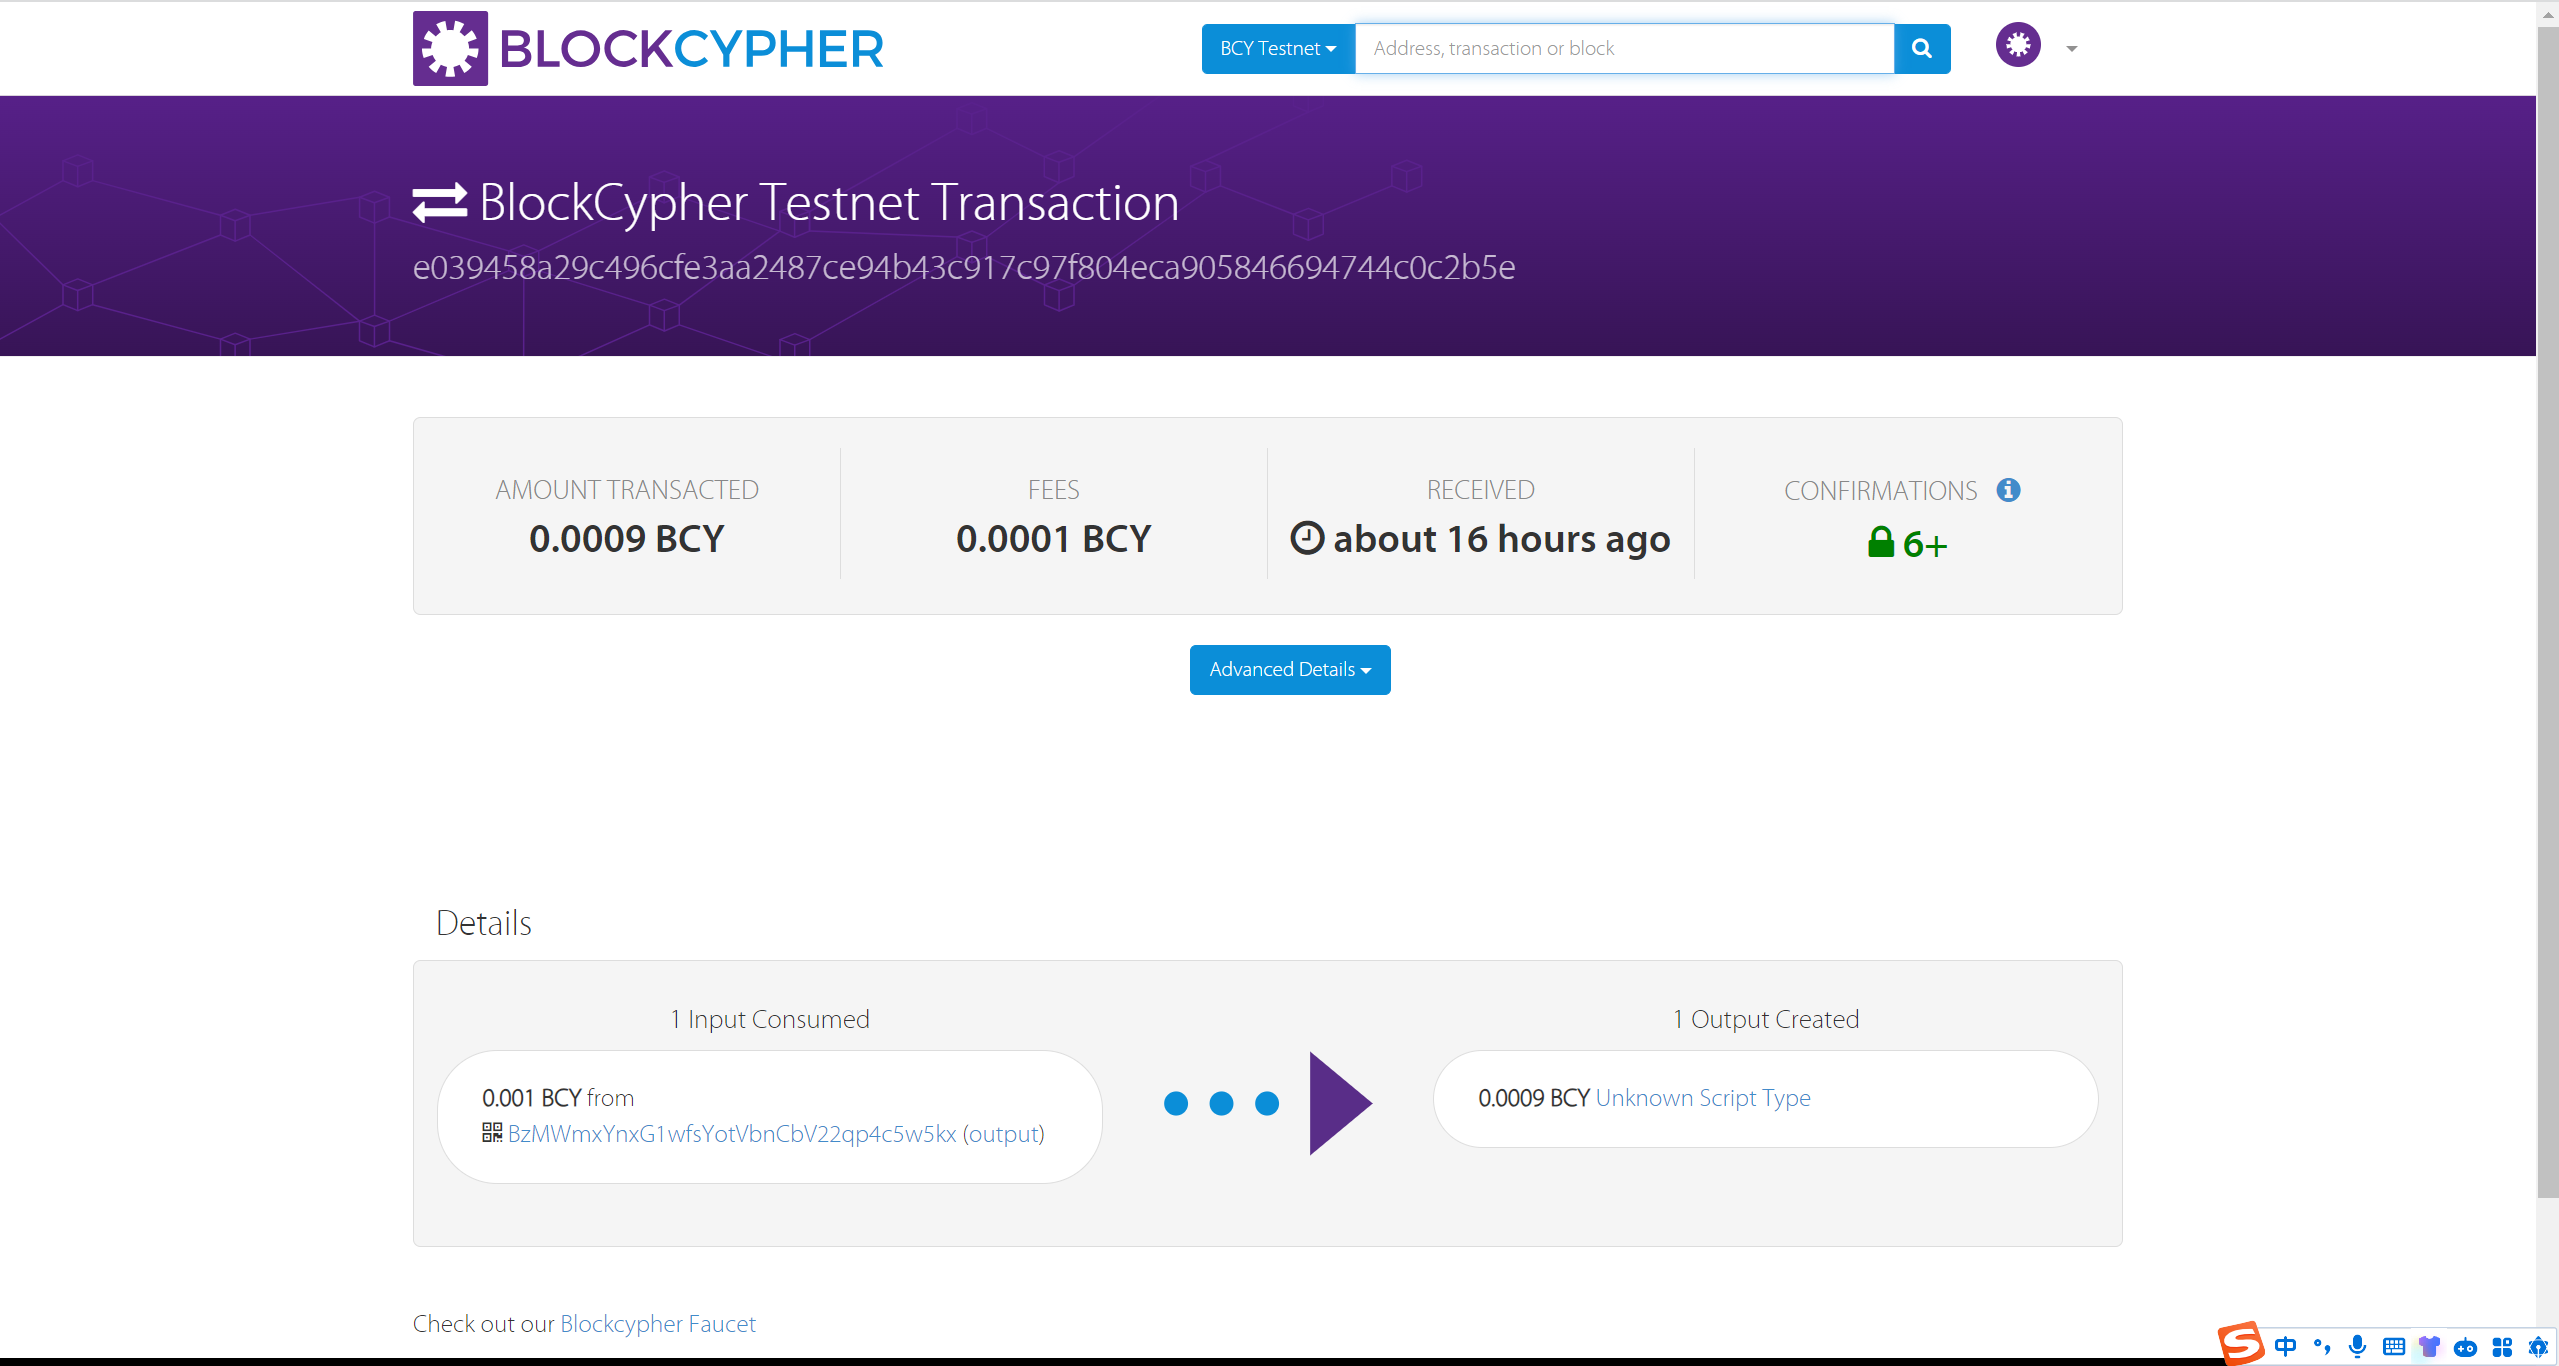 BLOCKCYPHER
BCY Testnet
Address, transaction or block
BlockCypher Testnet Transaction
e039458a29c496cfe3aa2487ce94b43c917c97f804eca905846694744c0c2b5e
AMOUNT TRANSACTED
0.0009 BCY
FEES
0.0001 BCY
RECEIVED
about 16 hours ago
CONFIRMATIONS
6+
Advanced Details
Details
1 Input Consumed
0.001 BCY from
BzMWmxYnxG1wfsYotVbnCbV22qp4c5w5kx (output)
1 Output Created
0.0009 BCY Unknown Script Type
Check out our Blockcypher Faucet
中